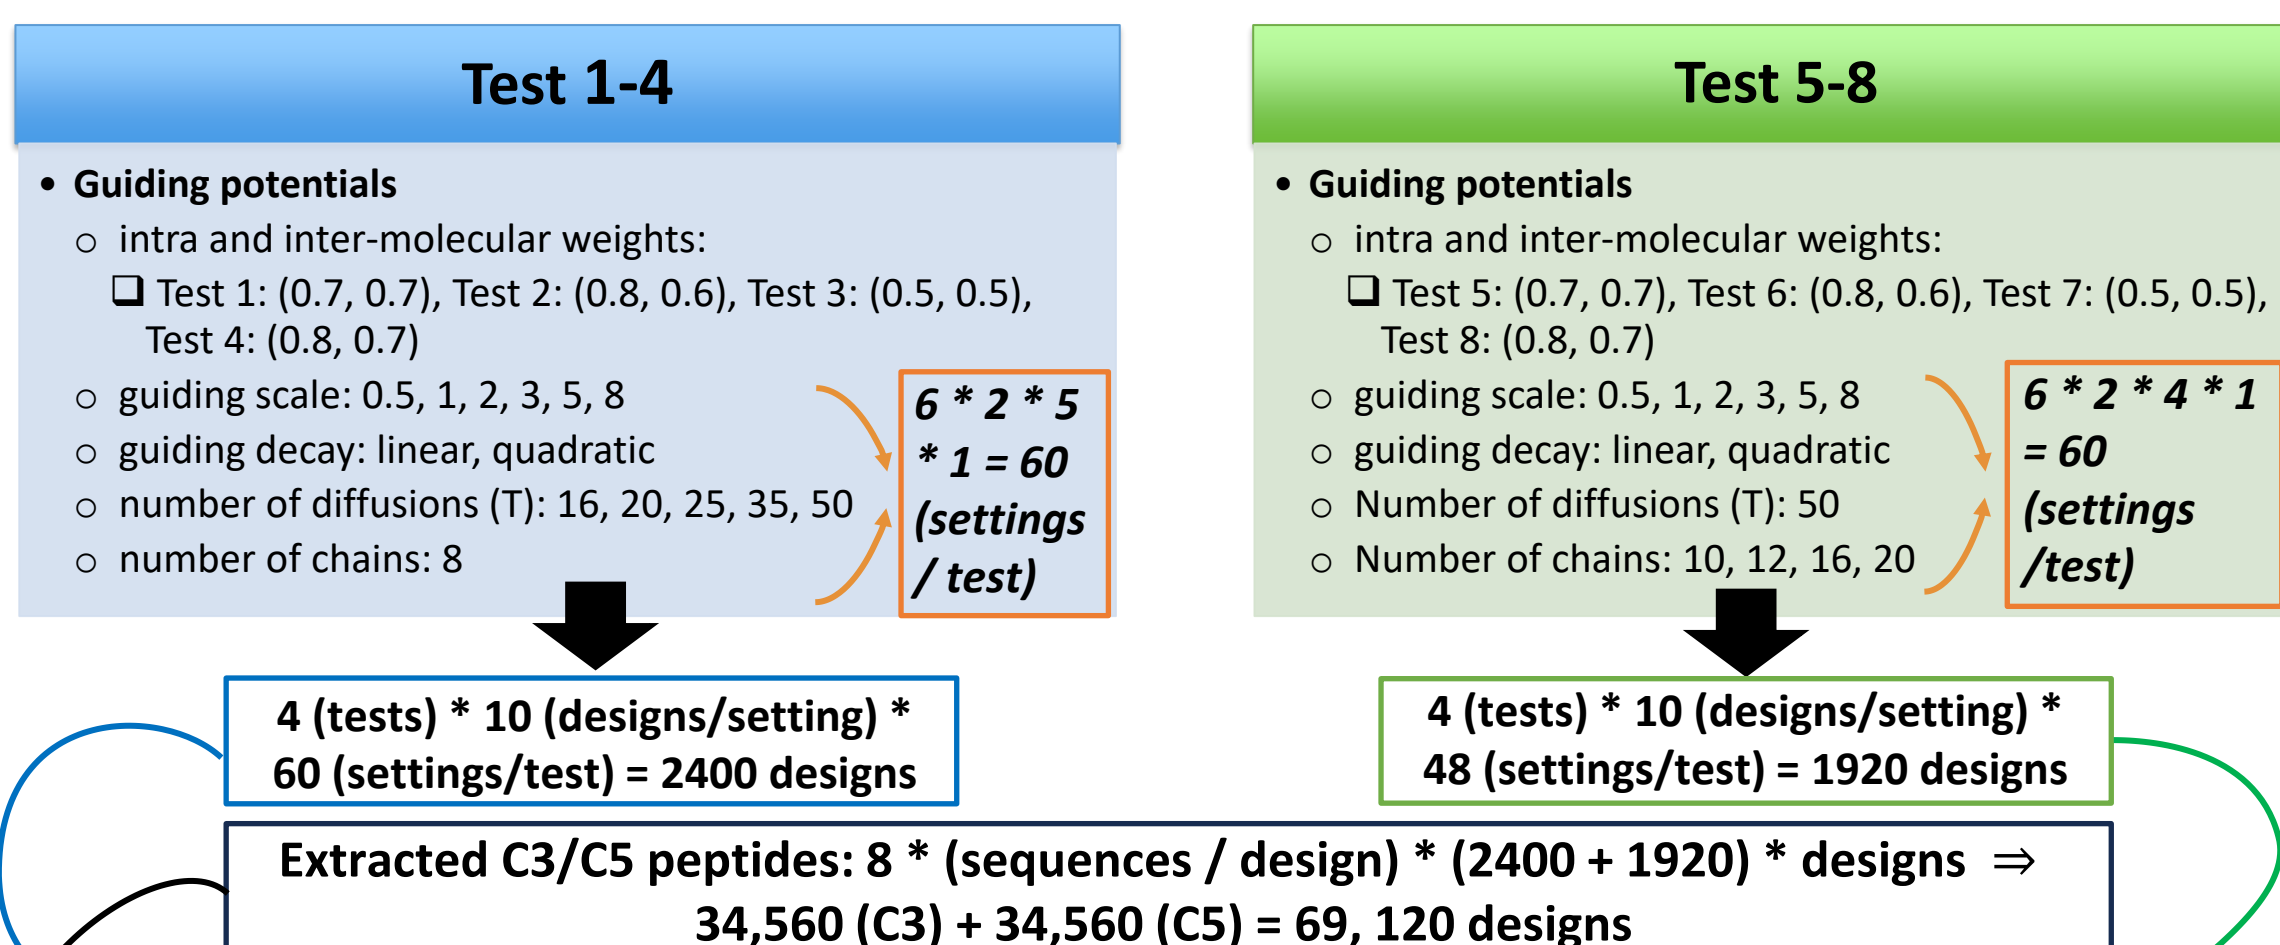 Test 1-4
• Guiding potentials
o intra and inter-molecular weights:
❑ Test 1: (0.7, 0.7), Test 2: (0.8, 0.6), Test 3: (0.5, 0.5),
Test 4: (0.8, 0.7)
o guiding scale: 0.5, 1, 2, 3, 5, 8
o guiding decay: linear, quadratic
o number of diffusions (T): 16, 20, 25, 35, 50
o number of chains: 8
6 * 2 * 5
* 1 = 60
(settings
/ test)
4 (tests) * 10 (designs/setting) *
60 (settings/test) = 2400 designs
Test 5-8
• Guiding potentials
o intra and inter-molecular weights:
❑ Test 5: (0.7, 0.7), Test 6: (0.8, 0.6), Test 7: (0.5, 0.5),
Test 8: (0.8, 0.7)
o guiding scale: 0.5, 1, 2, 3, 5, 8
o guiding decay: linear, quadratic
o Number of diffusions (T): 50
o Number of chains: 10, 12, 16, 20
6 * 2 * 4 * 1
= 60
(settings
/test)
4 (tests) * 10 (designs/setting) *
48 (settings/test) = 1920 designs
Extracted C3/C5 peptides: 8 * (sequences / design) * (2400 + 1920) * designs ⇒
34,560 (C3) + 34,560 (C5) = 69, 120 designs